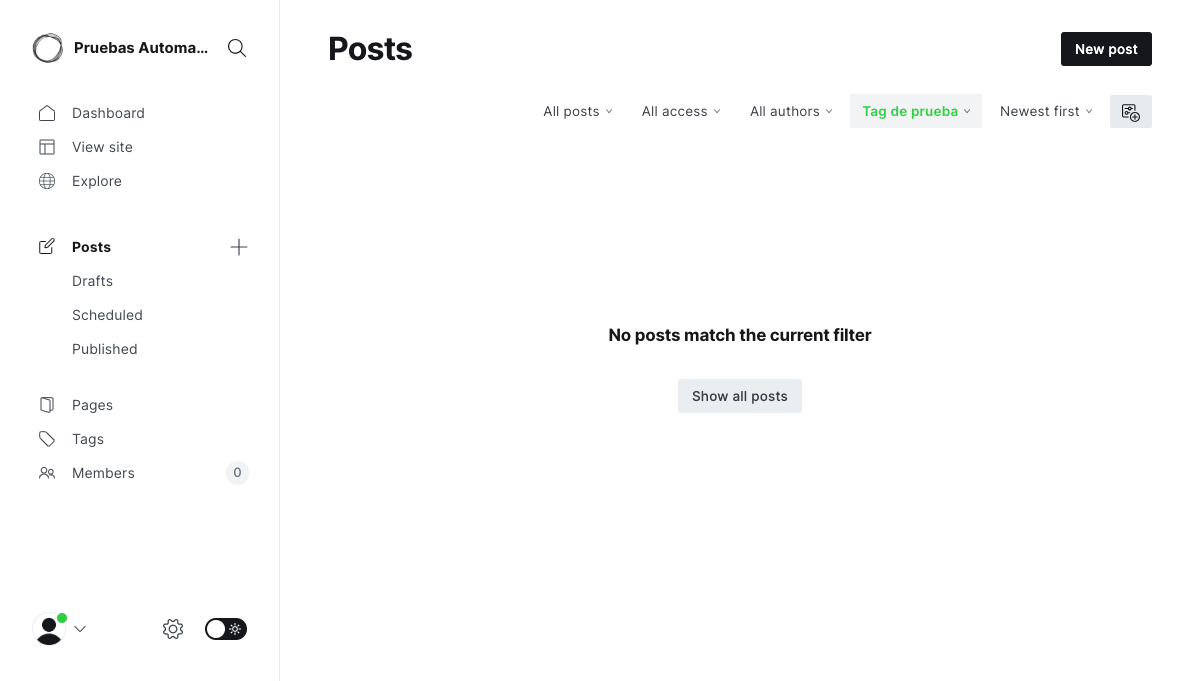 Pruebas Automa...
Dashboard
View site
Explore
Posts
Drafts
Scheduled
Published
Pages
Tags
Members
0
Posts
New post
All posts
All access
All authors
Tag de prueba
Newest first
No posts match the current filter
Show all posts